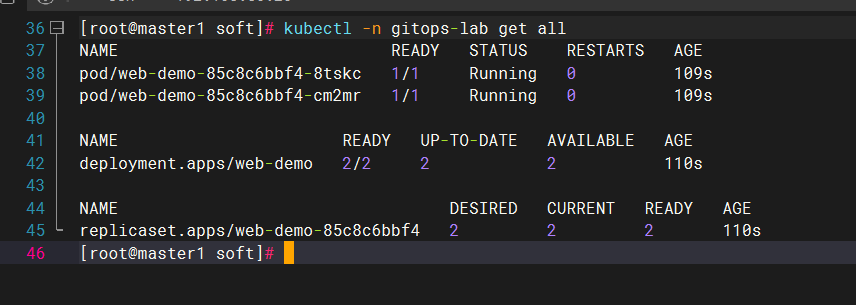 36 [root@master1 soft]# kubectl -n gitops-lab get all
37 NAME READY STATUS RESTARTS AGE
38 pod/web-demo-85c8c6bbf4-8tskc 1/1 Running 0 109s
39 pod/web-demo-85c8c6bbf4-cm2mr 1/1 Running 0 109s
40
41 NAME READY UP-TO-DATE AVAILABLE AGE
42 deployment.apps/web-demo 2/2 2 2 110s
43
44 NAME DESIRED CURRENT READY AGE
45 replicaset.apps/web-demo-85c8c6bbf4 2 2 2 110s
46 [root@master1 soft]#